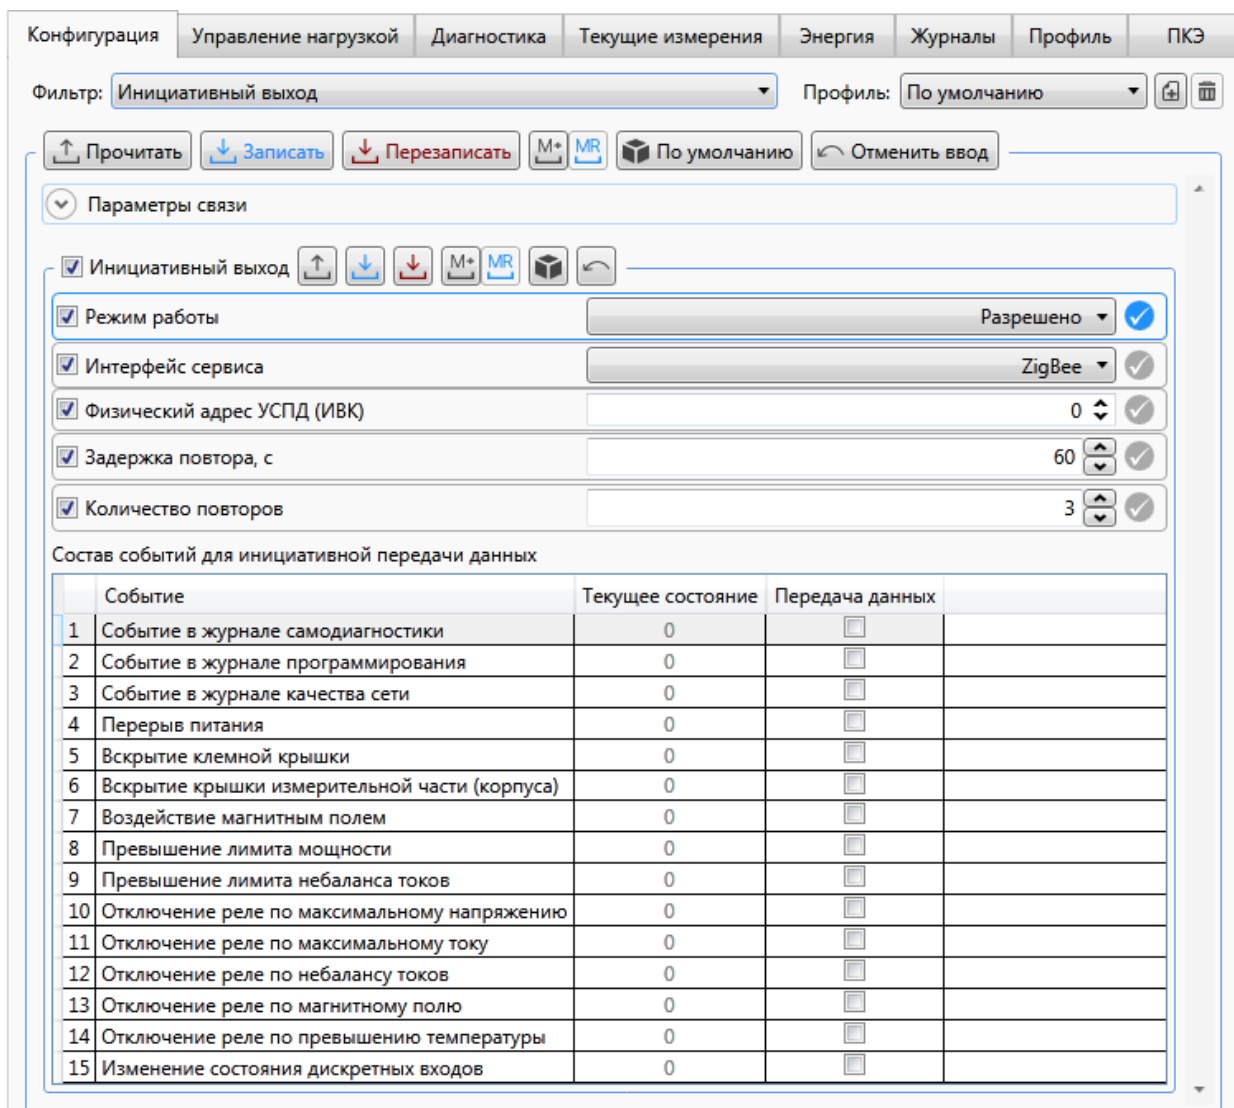 Конфигурация Управление нагрузкой Диагностика Текущие измерения Энергия Журналы Профиль ПКЭ
Фильтр: Инициативный выход Профиль: По умолчанию
Прочитать Записать Перезаписать M+ MR По умолчанию Отменить ввод
Параметры связи
Инициативный выход M+ MR
Режим работы Разрешено
Интерфейс сервиса ZigBee
Физический адрес УСПД (ИВК) 0
Задержка повтора, с 60
Количество повторов 3
Состав событий для инициативной передачи данных
Событие Текущее состояние Передача данных
1 Событие в журнале самодиагностики 0
2 Событие в журнале программирования 0
3 Событие в журнале качества сети 0
4 Перерыв питания 0
5 Вскрытие клемной крышки 0
6 Вскрытие крышки измерительной части (корпуса) 0
7 Воздействие магнитным полем 0
8 Превышение лимита мощности 0
9 Превышение лимита небаланса токов 0
10 Отключение реле по максимальному напряжению 0
11 Отключение реле по максимальному току 0
12 Отключение реле по небалансу токов 0
13 Отключение реле по магнитному полю 0
14 Отключение реле по превышению температуры 0
15 Изменение состояния дискретных входов 0